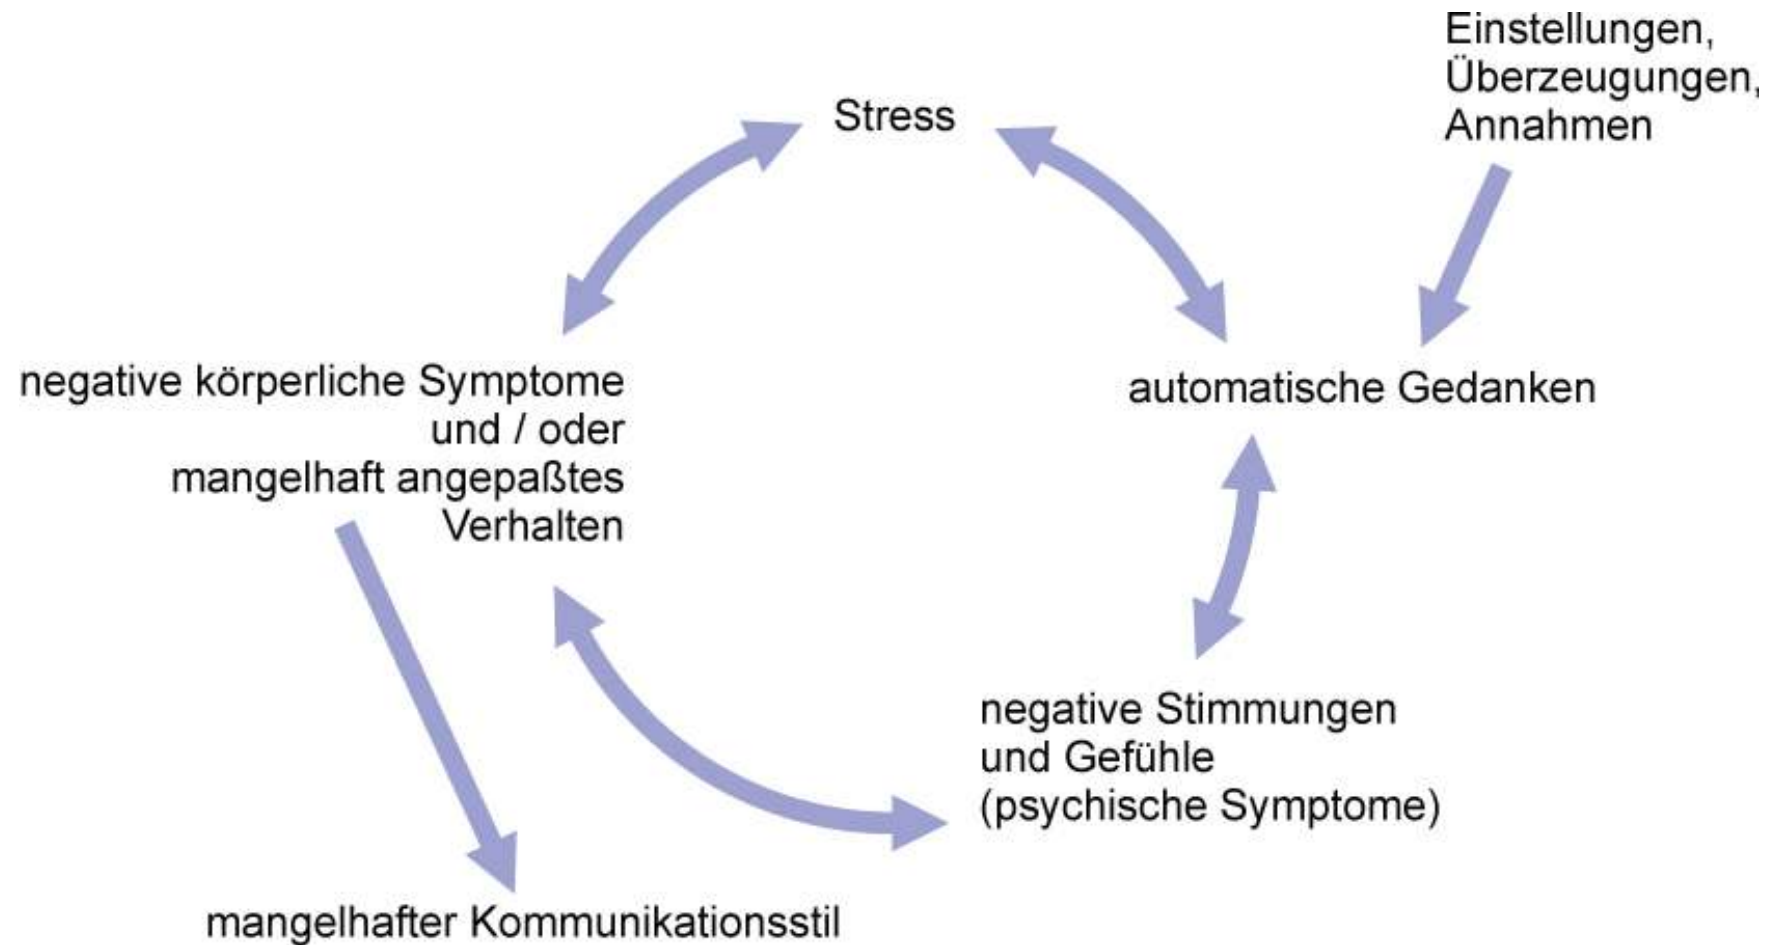 Einstellungen,
Überzeugungen,
Annahmen
Stress
automatische Gedanken
negative körperliche Symptome
und / oder
mangelhaft angepaßtes
Verhalten
negative Stimmungen
und Gefühle
(psychische Symptome)
mangelhafter Kommunikationsstil